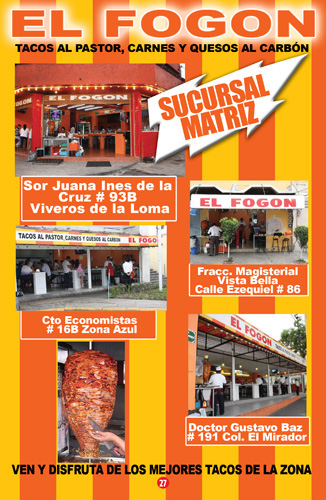 EL FOGON
TACOS AL PASTOR, CARNES Y QUESOS AL CARBÓN
EL FOGON
SUCURSAL
MATRIZ
Sor Juana Ines de la
Cruz # 93B
Viveros de la Loma
EL FOGON
Fracc. Magisterial
Vista Bella
Calle Ezequiel # 86
TACOS AL PASTOR, CARNES Y QUESOS AL CARBON EL FOGON
Cto Economistas
# 16B Zona Azul
EL FOGON
Doctor Gustavo Baz
# 191 Col. El Mirador
VEN Y DISFRUTA DE LOS MEJORES TACOS DE LA ZONA
27